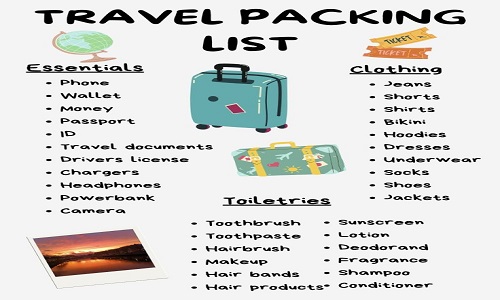 TRAVEL PACKING
LIST
TICKET
TICKET
Essentials
• Phone
• Wallet
• Money
• Passport
• ID
• Travel documents
• Drivers license
• Chargers
• Headphones
• Powerbank
• Camera
Clothing
• Jeans
• Shorts
• Shirts
• Bikini
• Hoodies
• Dresses
• Underwear
• Socks
• Shoes
• Jackets
Toiletries
• Toothbrush
• Toothpaste
• Hairbrush
• Makeup
• Hair bands
• Hair products
• Sunscreen
• Lotion
• Deodorand
• Fragrance
• Shampoo
• Conditioner